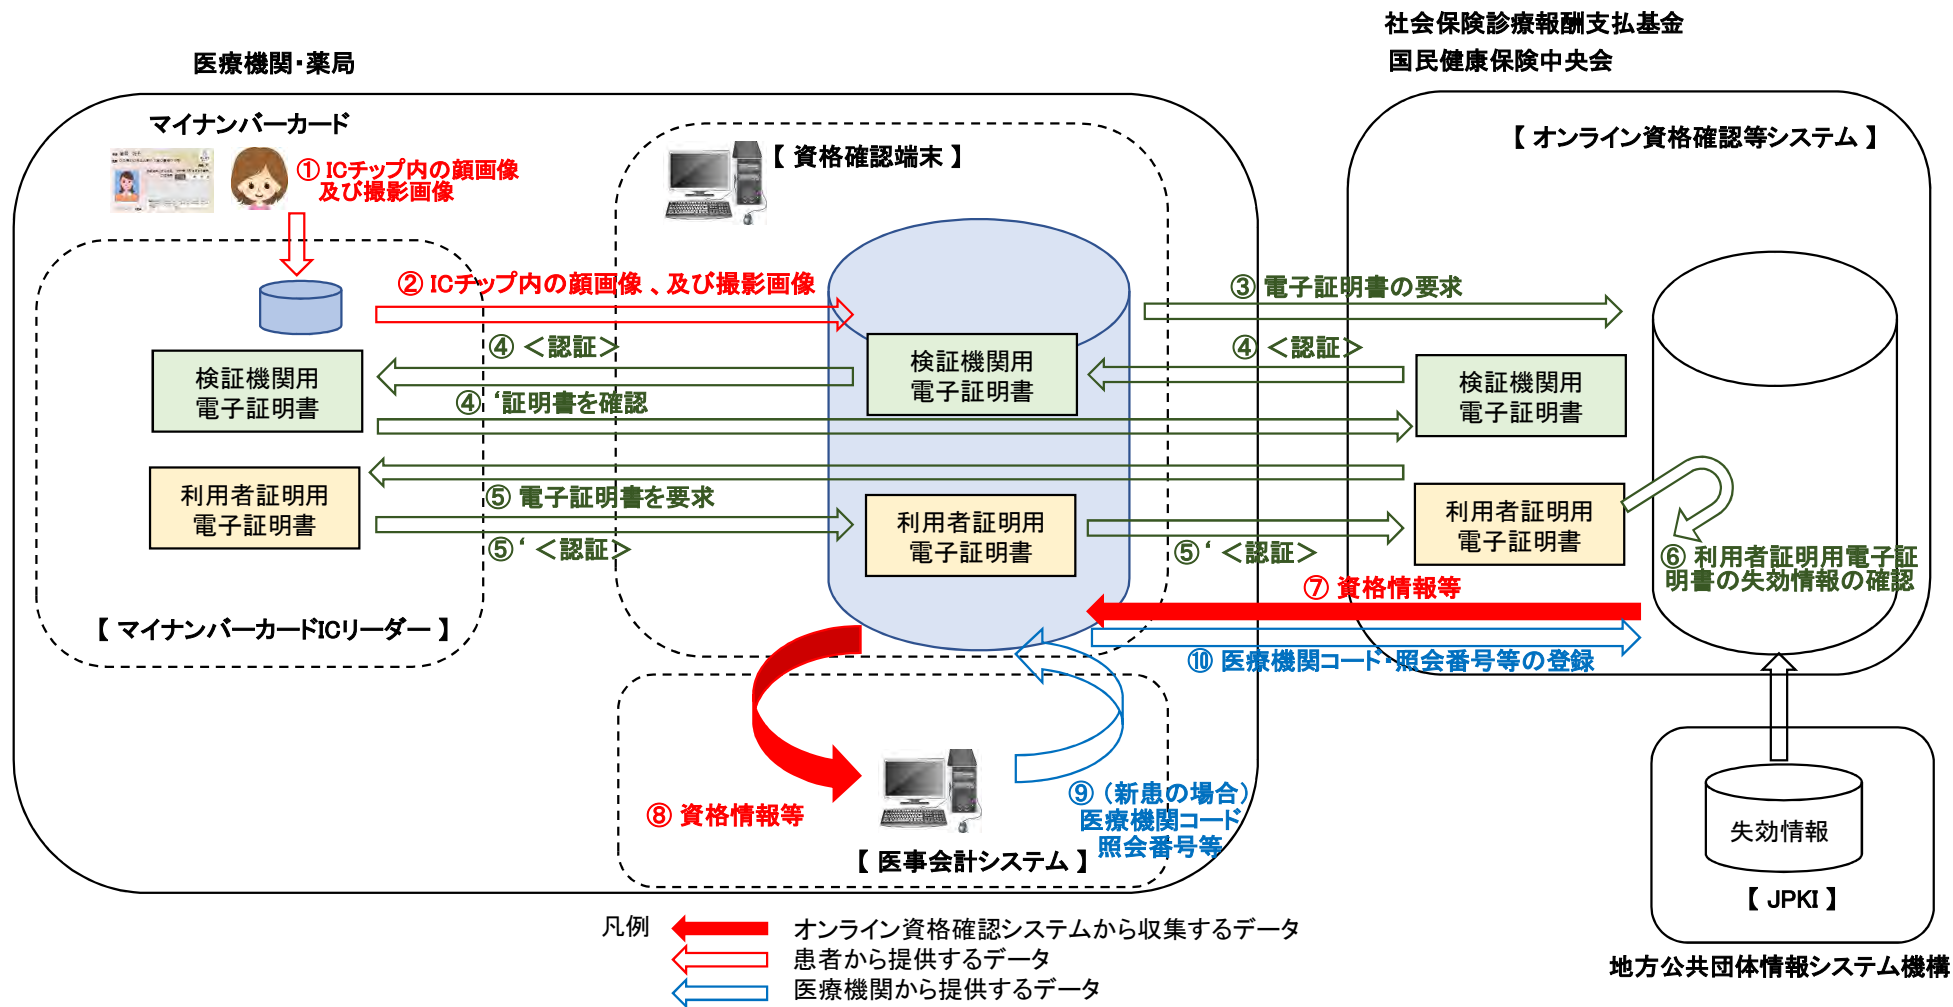 社会保険診療報酬支払基金
国民健康保険中央会
医療機関・薬局
マイナンバーカード
① ICチップ内の顔画像
及び撮影画像
【 資格確認端末 】
【 オンライン資格確認等システム 】
② ICチップ内の顔画像 、及び撮影画像
③ 電子証明書の要求
④ ＜認証＞
④ ＜認証＞
検証機関用
電子証明書
検証機関用
電子証明書
検証機関用
電子証明書
④ ‘証明書を確認
利用者証明用
電子証明書
⑤ 電子証明書を要求
利用者証明用
電子証明書
利用者証明用
電子証明書
⑤‘ ＜認証＞
⑤‘ ＜認証＞
⑥ 利用者証明用電子証
明書の失効情報の確認
⑦ 資格情報等
【 マイナンバーカードICリーダー 】
⑩ 医療機関コード・照会番号等の登録
⑧ 資格情報等
⑨ （新患の場合）
医療機関コード
照会番号等
【 医事会計システム 】
失効情報
【 JPKI 】
地方公共団体情報システム機構
凡例
オンライン資格確認システムから収集するデータ
患者から提供するデータ
医療機関から提供するデータ